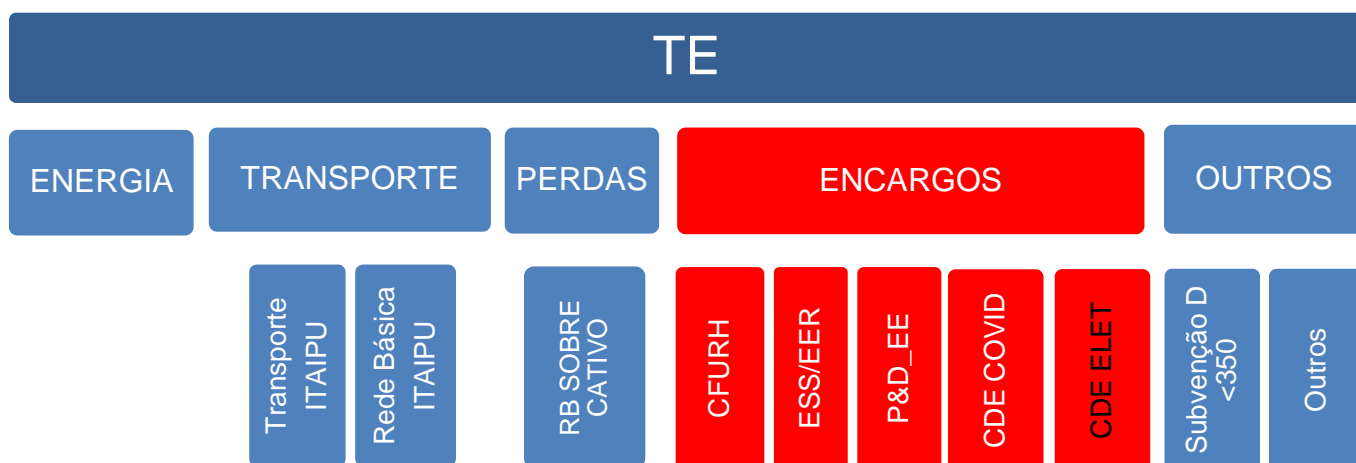 TE
ENERGIA
TRANSPORTE
PERDAS
ENCARGOS
OUTROS
Transporte
ITAIPU
Rede Básica
ITAIPU
RB SOBRE
CATIVO
CFURH
ESS/EER
P&D_EE
CDE COVID
CDE ELET
Subvenção D
<350
Outros